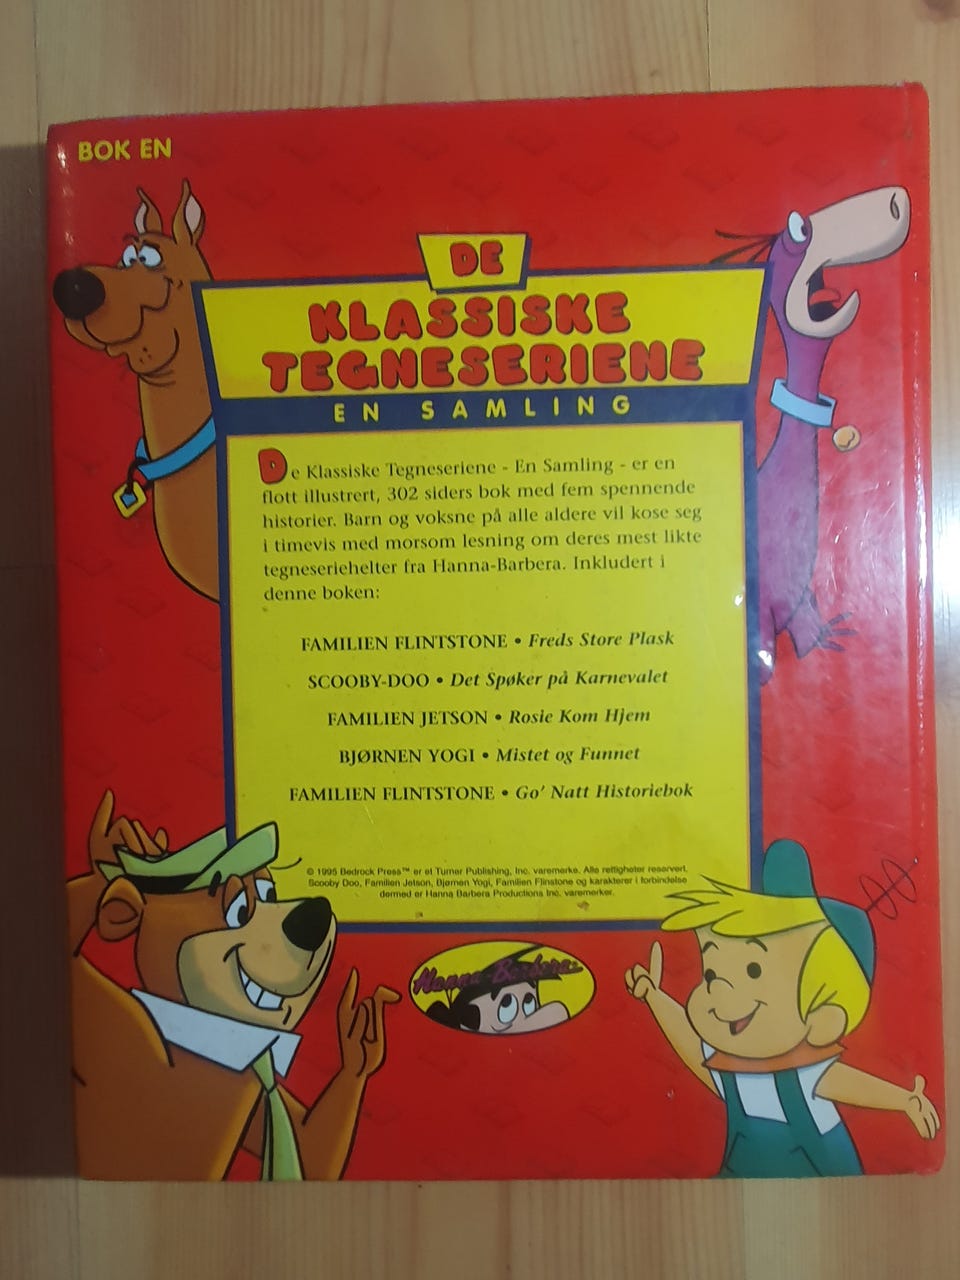 BOK EN
DE
KLASSISKE
TEGNESERIENE
EN SAMLING
De Klassiske Tegneseriene - En Samling - er en
flott illustrert, 302 siders bok med fem spennende
historier. Barn og voksne på alle aldere vil kose seg
i timevis med morsom lesning om deres mest likte
tegneseriehelter fra Hanna-Barbera. Inkludert i
denne boken:
FAMILIEN FLINTSTONE • Freds Store Plask
SCOOBY-DOO • Det Spøker på Karnevalet
FAMILIEN JETSON • Rosie Kom Hjem
BJØRNEN YOGI • Mistet og Funnet
FAMILIEN FLINTSTONE • Go' Natt Historiebok
© 1995 Bedrock Press™ er et Turner Publishing, Inc. varemerke. Alle rettigheter reservert,
Scooby Doo, Familien Jetson, Bjørnen Yogi, Familien Flinstone og karakterer i forbindelse
dermed er Hanna Barbera Productions Inc. varemerker.
Hanna-Barbera